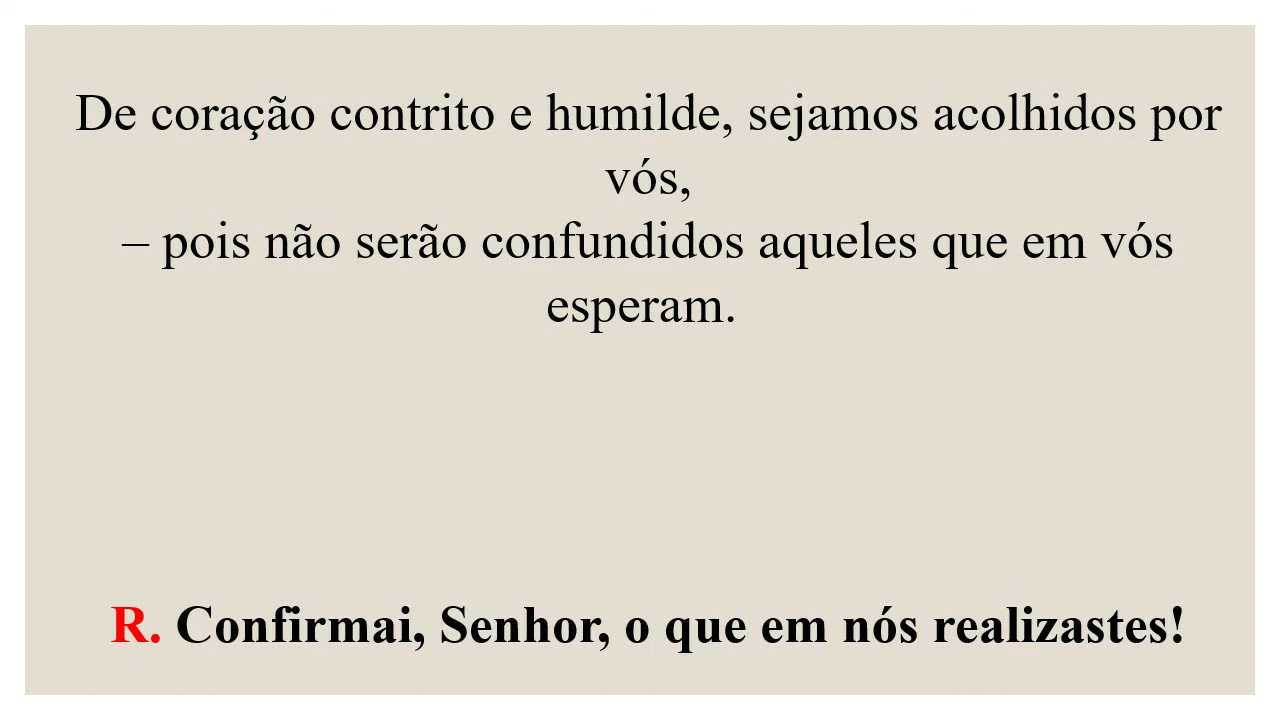 De coração contrito e humilde, sejamos acolhidos por
vós,
– pois não serão confundidos aqueles que em vós
esperam.
R. Confirmai, Senhor, o que em nós realizastes!